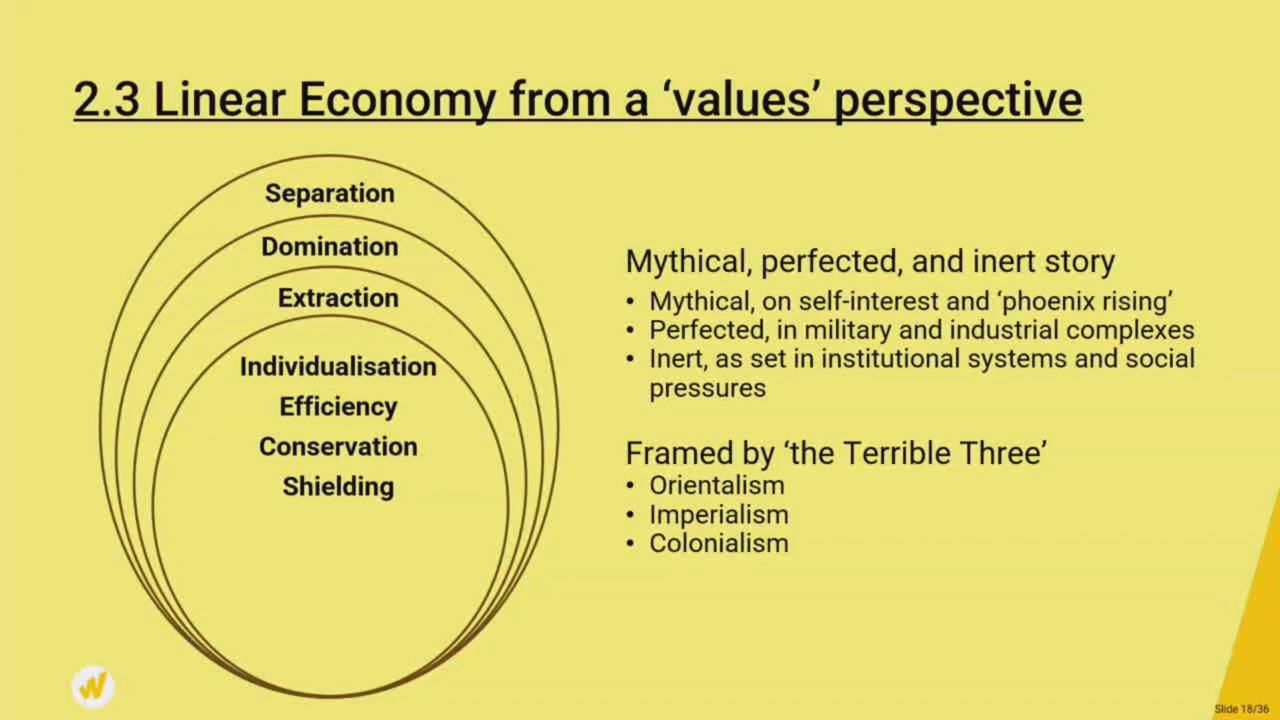 2.3 Linear Economy from a ‘values’ perspective
Separation
Domination
Extraction
Individualisation
Efficiency
Conservation
Shielding
Mythical, perfected, and inert story
• Mythical, on self-interest and ‘phoenix rising’
• Perfected, in military and industrial complexes
• Inert, as set in institutional systems and social
pressures
Framed by ‘the Terrible Three’
• Orientalism
• Imperialism
• Colonialism
Slide 18/36